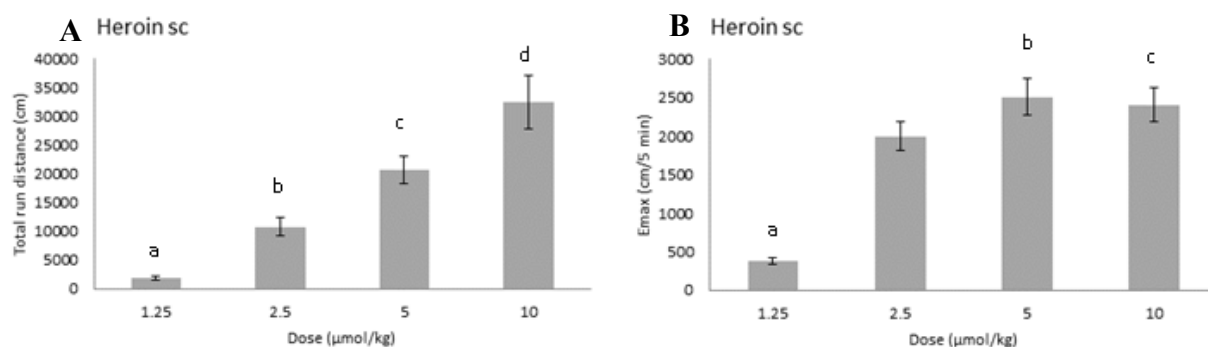 A Heroin sc
Total run distance (cm)
40000
35000
30000
25000
20000
15000
10000
5000
0
a
b
c
d
1.25 2.5 5 10
Dose (µmol/kg)
B Heroin sc
Emax (cm/5 min)
3000
2500
2000
1500
1000
500
0
a
b
c
1.25 2.5 5 10
Dose (µmol/kg)